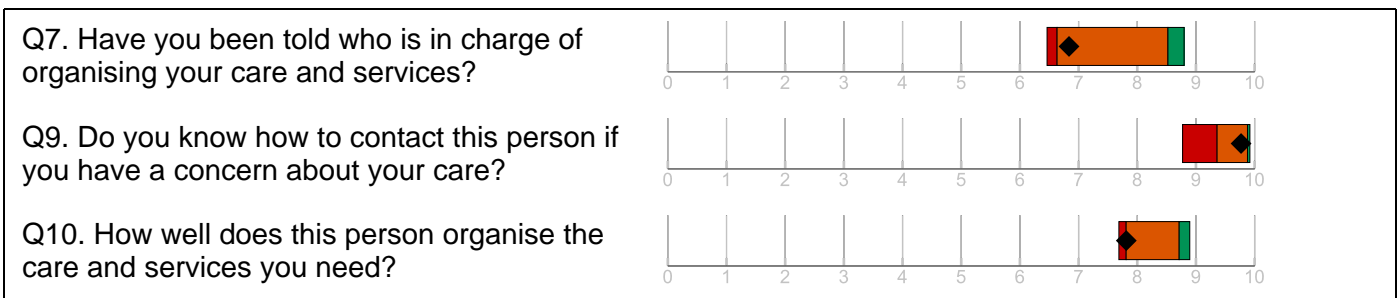 Q7. Have you been told who is in charge of
organising your care and services?
0 1 2 3 4 5 6 7 8 9 10
Q9. Do you know how to contact this person if
you have a concern about your care?
0 1 2 3 4 5 6 7 8 9 10
Q10. How well does this person organise the
care and services you need?
0 1 2 3 4 5 6 7 8 9 10